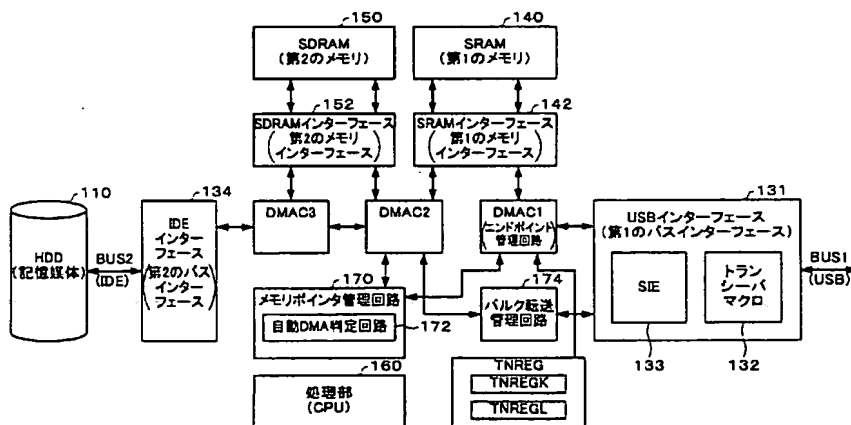 150
140
SDRAM
(第2のメモリ)
SRAM
(第1のメモリ)
152
142
SDRAMインターフェース
(第2のメモリ
インターフェース)
SRAMインターフェース
(第1のメモリ
インターフェース)
110
134
131
HDD
(記憶媒体)
BUS2
(IDE)
IDE
インター
フェース
(第2のバス
インター
フェース)
DMAC3
DMAC2
DMAC1
(エンドポイント
管理回路)
USBインターフェース
(第1のバスインターフェース)
SIE
トラン
シーバ
マクロ
133
132
BUS1
(USB)
170
メモリポインタ管理回路
自動DMA判定回路
172
174
バルク転送
管理回路
160
処理部
(CPU)
TNREG
TNREGK
TNREGL